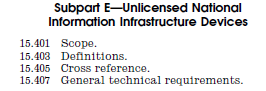 Subpart E—Unlicensed National
Information Infrastructure Devices
15.401 Scope.
15.403 Definitions.
15.405 Cross reference.
15.407 General technical requirements.